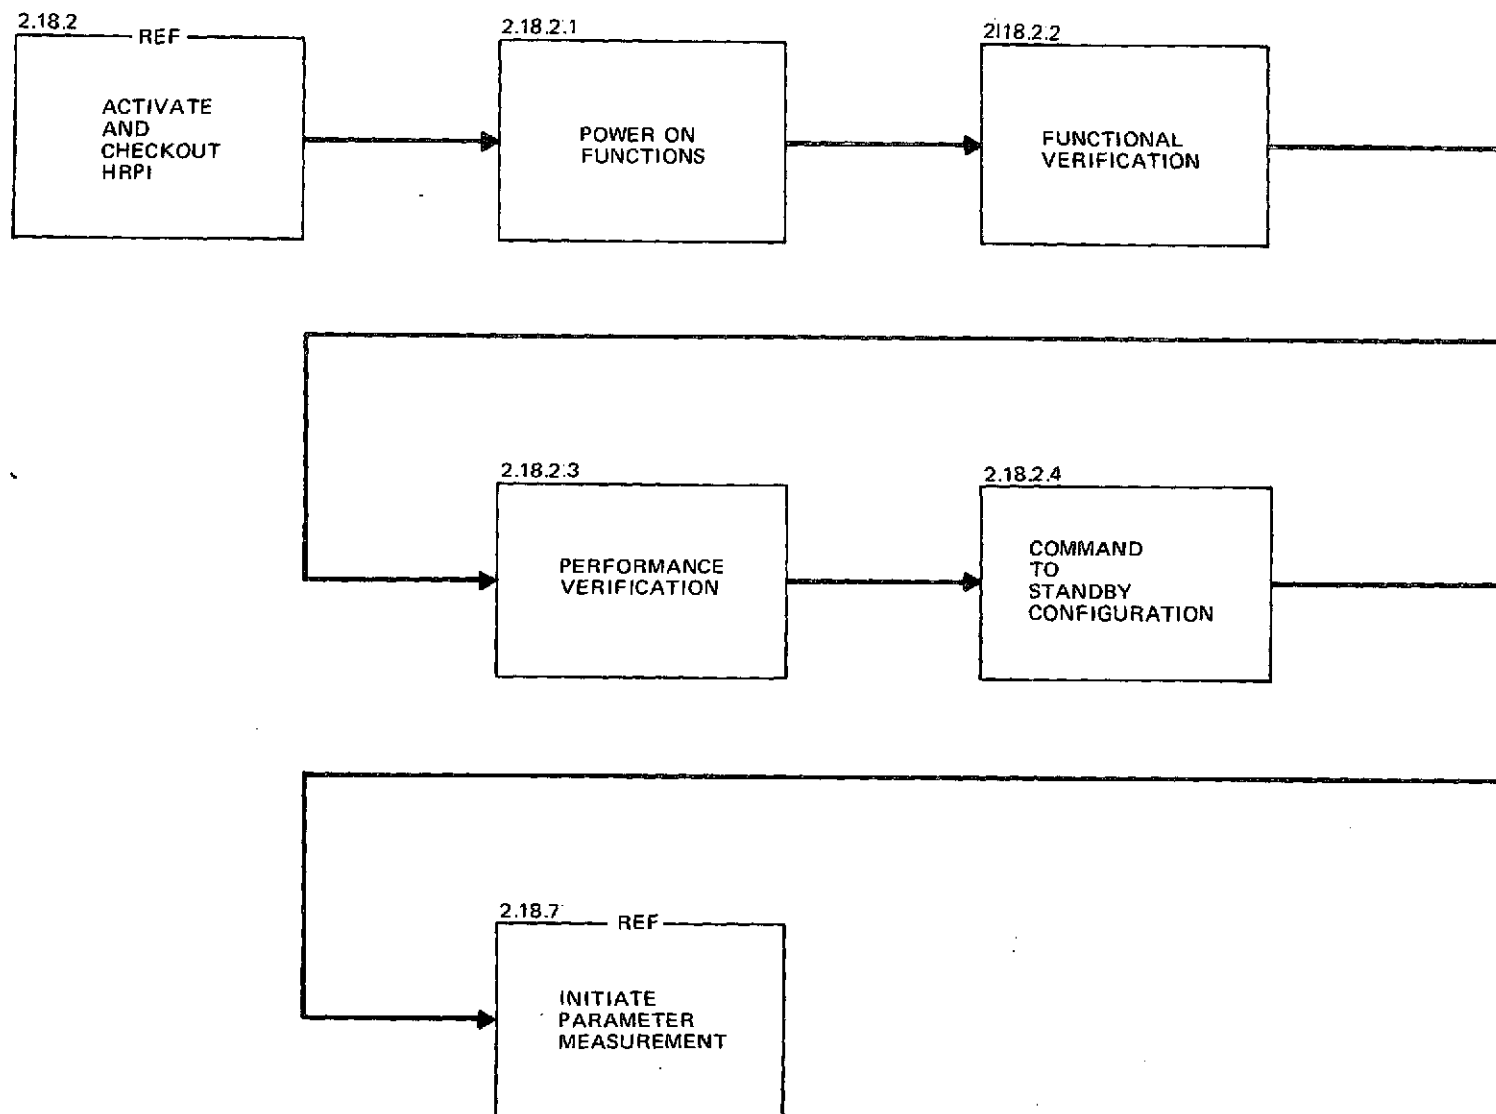 2.18.2
REF
ACTIVATE
AND
CHECKOUT
HRPI
2.18.2.1
POWER ON
FUNCTIONS
2.18.2.2
FUNCTIONAL
VERIFICATION
2.18.2.3
PERFORMANCE
VERIFICATION
2.18.2.4
COMMAND
TO
STANDBY
CONFIGURATION
2.18.7
REF
INITIATE
PARAMETER
MEASUREMENT